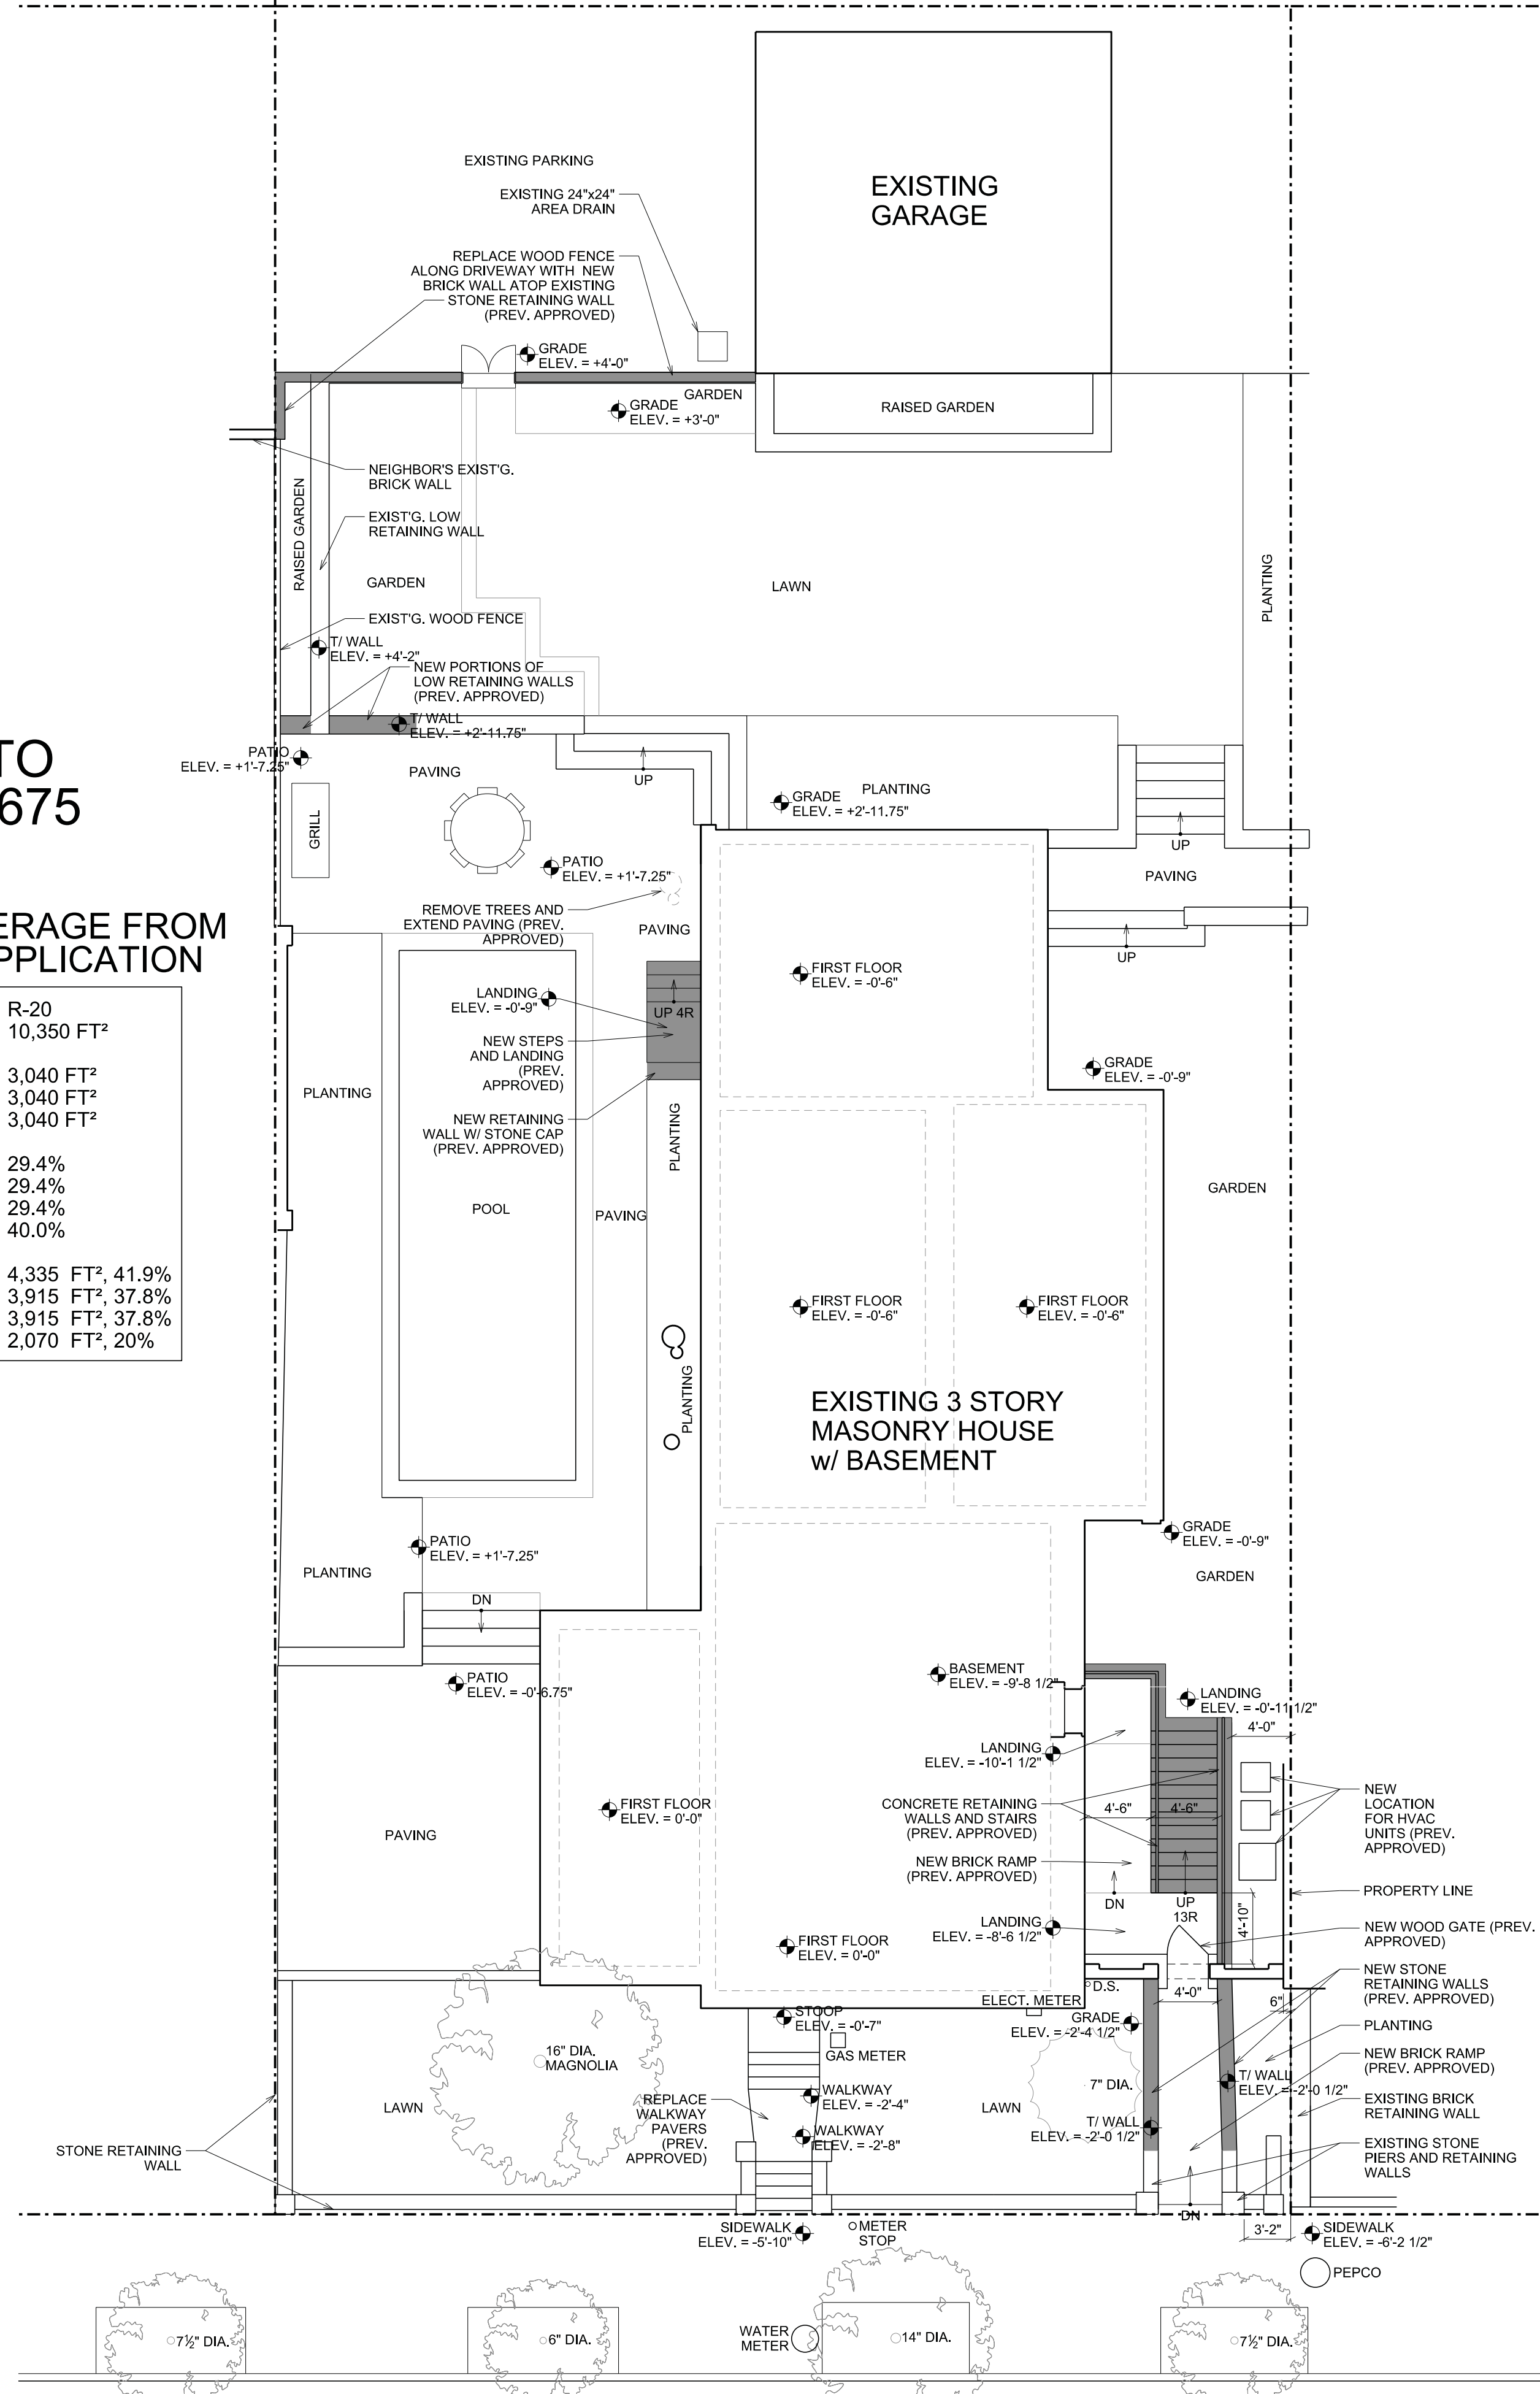 EXISTING PARKING
EXISTING 24"x24"
AREA DRAIN
EXISTING
GARAGE
REPLACE WOOD FENCE
ALONG DRIVEWAY WITH NEW
BRICK WALL ATOP EXISTING
STONE RETAINING WALL
(PREV. APPROVED)
GRADE
ELEV. = +4'-0"
GARDEN
GRADE
ELEV. = +3'-0"
RAISED GARDEN
NEIGHBOR'S EXIST'G.
BRICK WALL
RAISED GARDEN
EXIST'G. LOW
RETAINING WALL
GARDEN
LAWN
PLANTING
EXIST'G. WOOD FENCE
T/ WALL
ELEV. = +4'-2"
NEW PORTIONS OF
LOW RETAINING WALLS
(PREV. APPROVED)
T/ WALL
ELEV. = +2'-11.75"
PATIO
ELEV. = +1'-7.25"
TO
675
PAVING
UP
GRADE
ELEV. = +2'-11.75"
PLANTING
GRILL
UP
PAVING
PATIO
ELEV. = +1'-7.25"
REMOVE TREES AND
EXTEND PAVING (PREV.
APPROVED)
PAVING
UP
ERAGE FROM
PPLICATION
R-20
10,350 FT²
3,040 FT²
3,040 FT²
3,040 FT²
29.4%
29.4%
29.4%
40.0%
4,335 FT², 41.9%
3,915 FT², 37.8%
3,915 FT², 37.8%
2,070 FT², 20%
FIRST FLOOR
ELEV. = -0'-6"
LANDING
ELEV. = -0'-9"
UP 4R
NEW STEPS
AND LANDING
(PREV.
APPROVED)
GRADE
ELEV. = -0'-9"
PLANTING
NEW RETAINING
WALL W/ STONE CAP
(PREV. APPROVED)
PLANTING
GARDEN
POOL
PAVING
FIRST FLOOR
ELEV. = -0'-6"
FIRST FLOOR
ELEV. = -0'-6"
PLANTING
EXISTING 3 STORY
MASONRY HOUSE
w/ BASEMENT
GRADE
ELEV. = -0'-9"
PATIO
ELEV. = +1'-7.25"
PLANTING
GARDEN
DN
PATIO
ELEV. = -0'-6.75"
BASEMENT
ELEV. = -9'-8 1/2"
LANDING
ELEV. = -0'-11 1/2"
4'-0"
LANDING
ELEV. = -10'-1 1/2"
FIRST FLOOR
ELEV. = 0'-0"
CONCRETE RETAINING
WALLS AND STAIRS
(PREV. APPROVED)
4'-6"
4'-6"
NEW
LOCATION
FOR HVAC
UNITS (PREV.
APPROVED)
PAVING
NEW BRICK RAMP
(PREV. APPROVED)
DN
UP
13R
4'-10"
PROPERTY LINE
LANDING
ELEV. = -8'-6 1/2"
NEW WOOD GATE (PREV.
APPROVED)
FIRST FLOOR
ELEV. = 0'-0"
NEW STONE
RETAINING WALLS
(PREV. APPROVED)
D.S.
4'-0"
ELECT. METER
6"
STOOP
ELEV. = -0'-7"
GRADE
ELEV. = -2'-4 1/2"
PLANTING
GAS METER
16" DIA.
MAGNOLIA
NEW BRICK RAMP
(PREV. APPROVED)
7" DIA.
T/ WALL
ELEV. = -2'-0 1/2"
WALKWAY
ELEV. = -2'-4"
REPLACE
WALKWAY
PAVERS
(PREV.
APPROVED)
LAWN
LAWN
EXISTING BRICK
RETAINING WALL
T/ WALL
ELEV. = -2'-0 1/2"
WALKWAY
ELEV. = -2'-8"
STONE RETAINING
WALL
EXISTING STONE
PIERS AND RETAINING
WALLS
DN
SIDEWALK
ELEV. = -5'-10"
METER
STOP
3'-2"
SIDEWALK
ELEV. = -6'-2 1/2"
PEPCO
7½" DIA.
6" DIA.
WATER
METER
14" DIA.
7½" DIA.